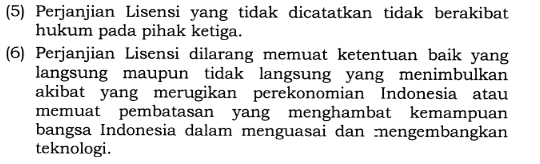 (5) Perjanjian Lisensi yang tidak dicatatkan tidak berakibat
hukum pada pihak ketiga.
(6) Perjanjian Lisensi dilarang memuat ketentuan baik yang
langsung maupun tidak langsung yang menimbulkan
akibat yang merugikan perekonomian Indonesia atau
memuat pembatasan yang menghambat kemampuan
bangsa Indonesia dalam menguasai dan mengembangkan
teknologi.